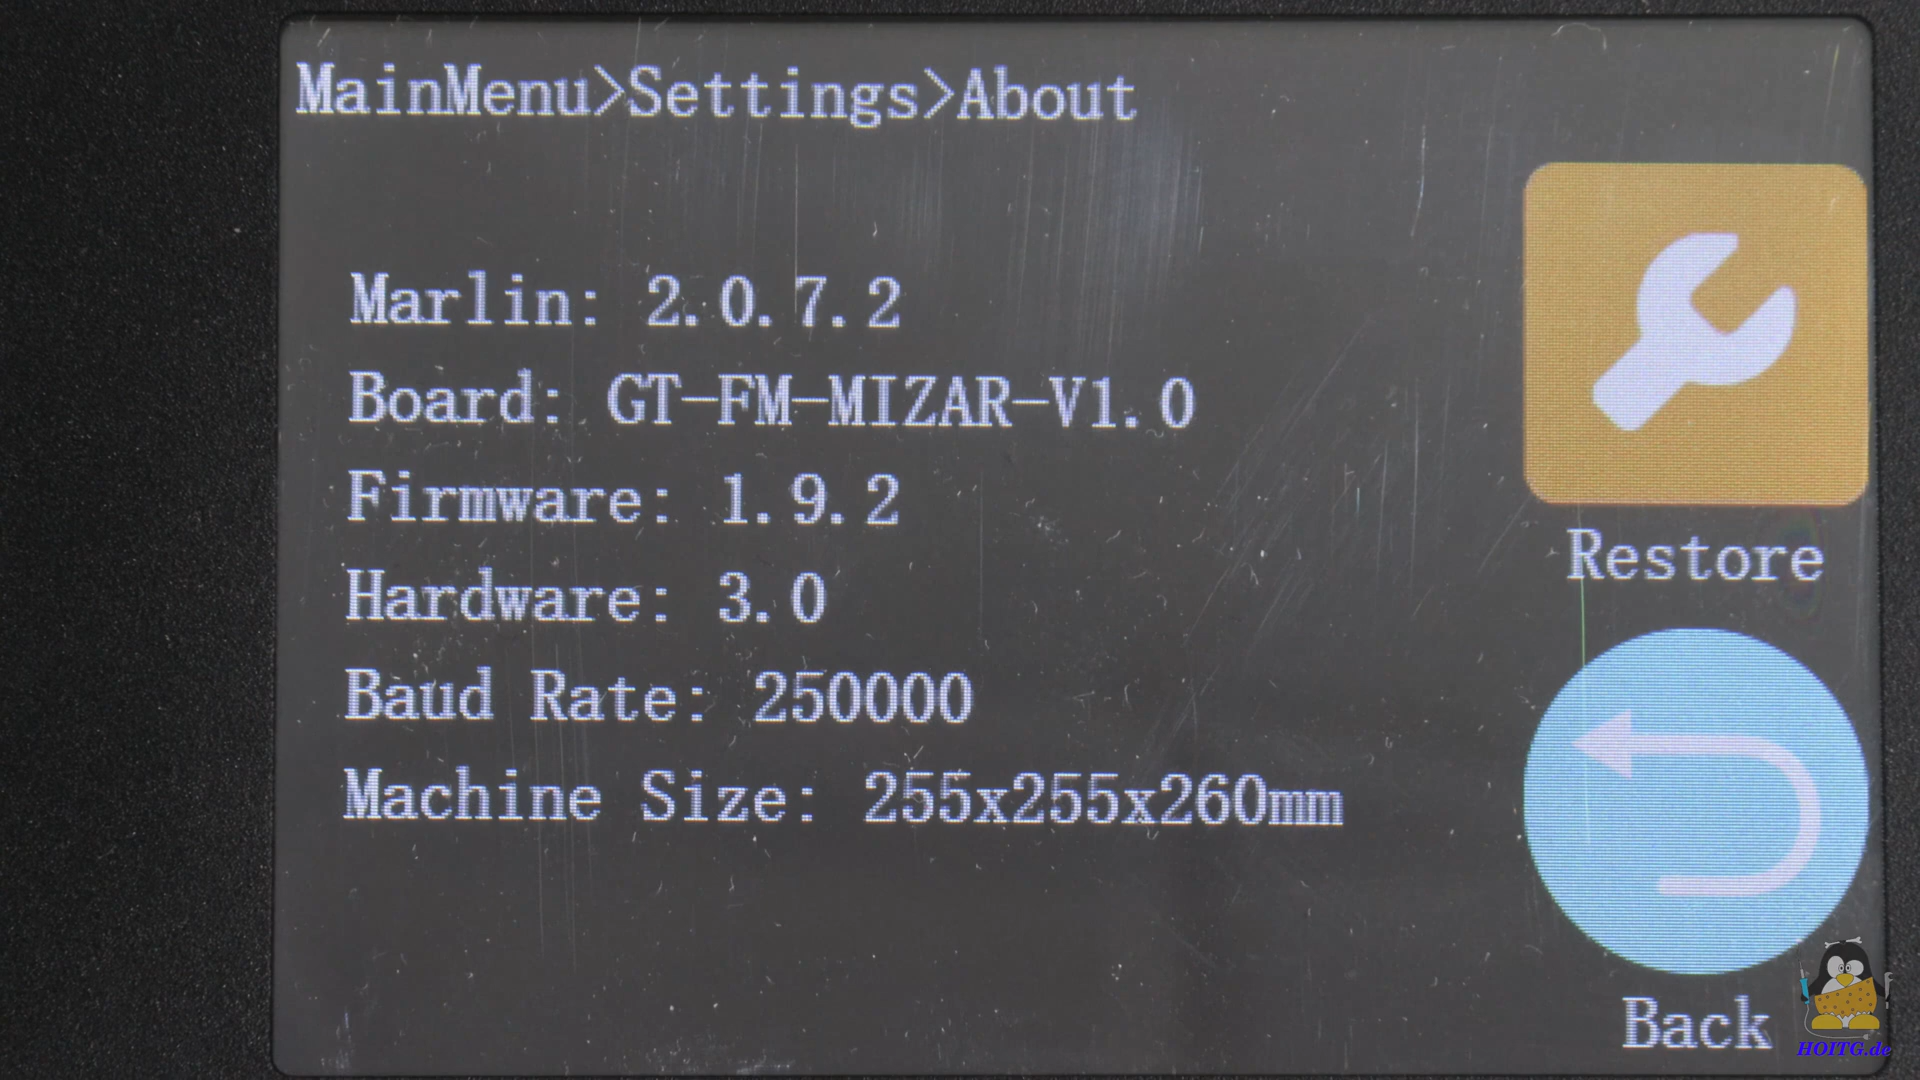 MainMenu>Settings>About
Marlin: 2.0.7.2
Board: GT-FM-MIZAR-V1.0
Firmware: 1.9.2
Hardware: 3.0
Baud Rate: 250000
Machine Size: 255x255x260mm
Restore
Back
HOITG.de